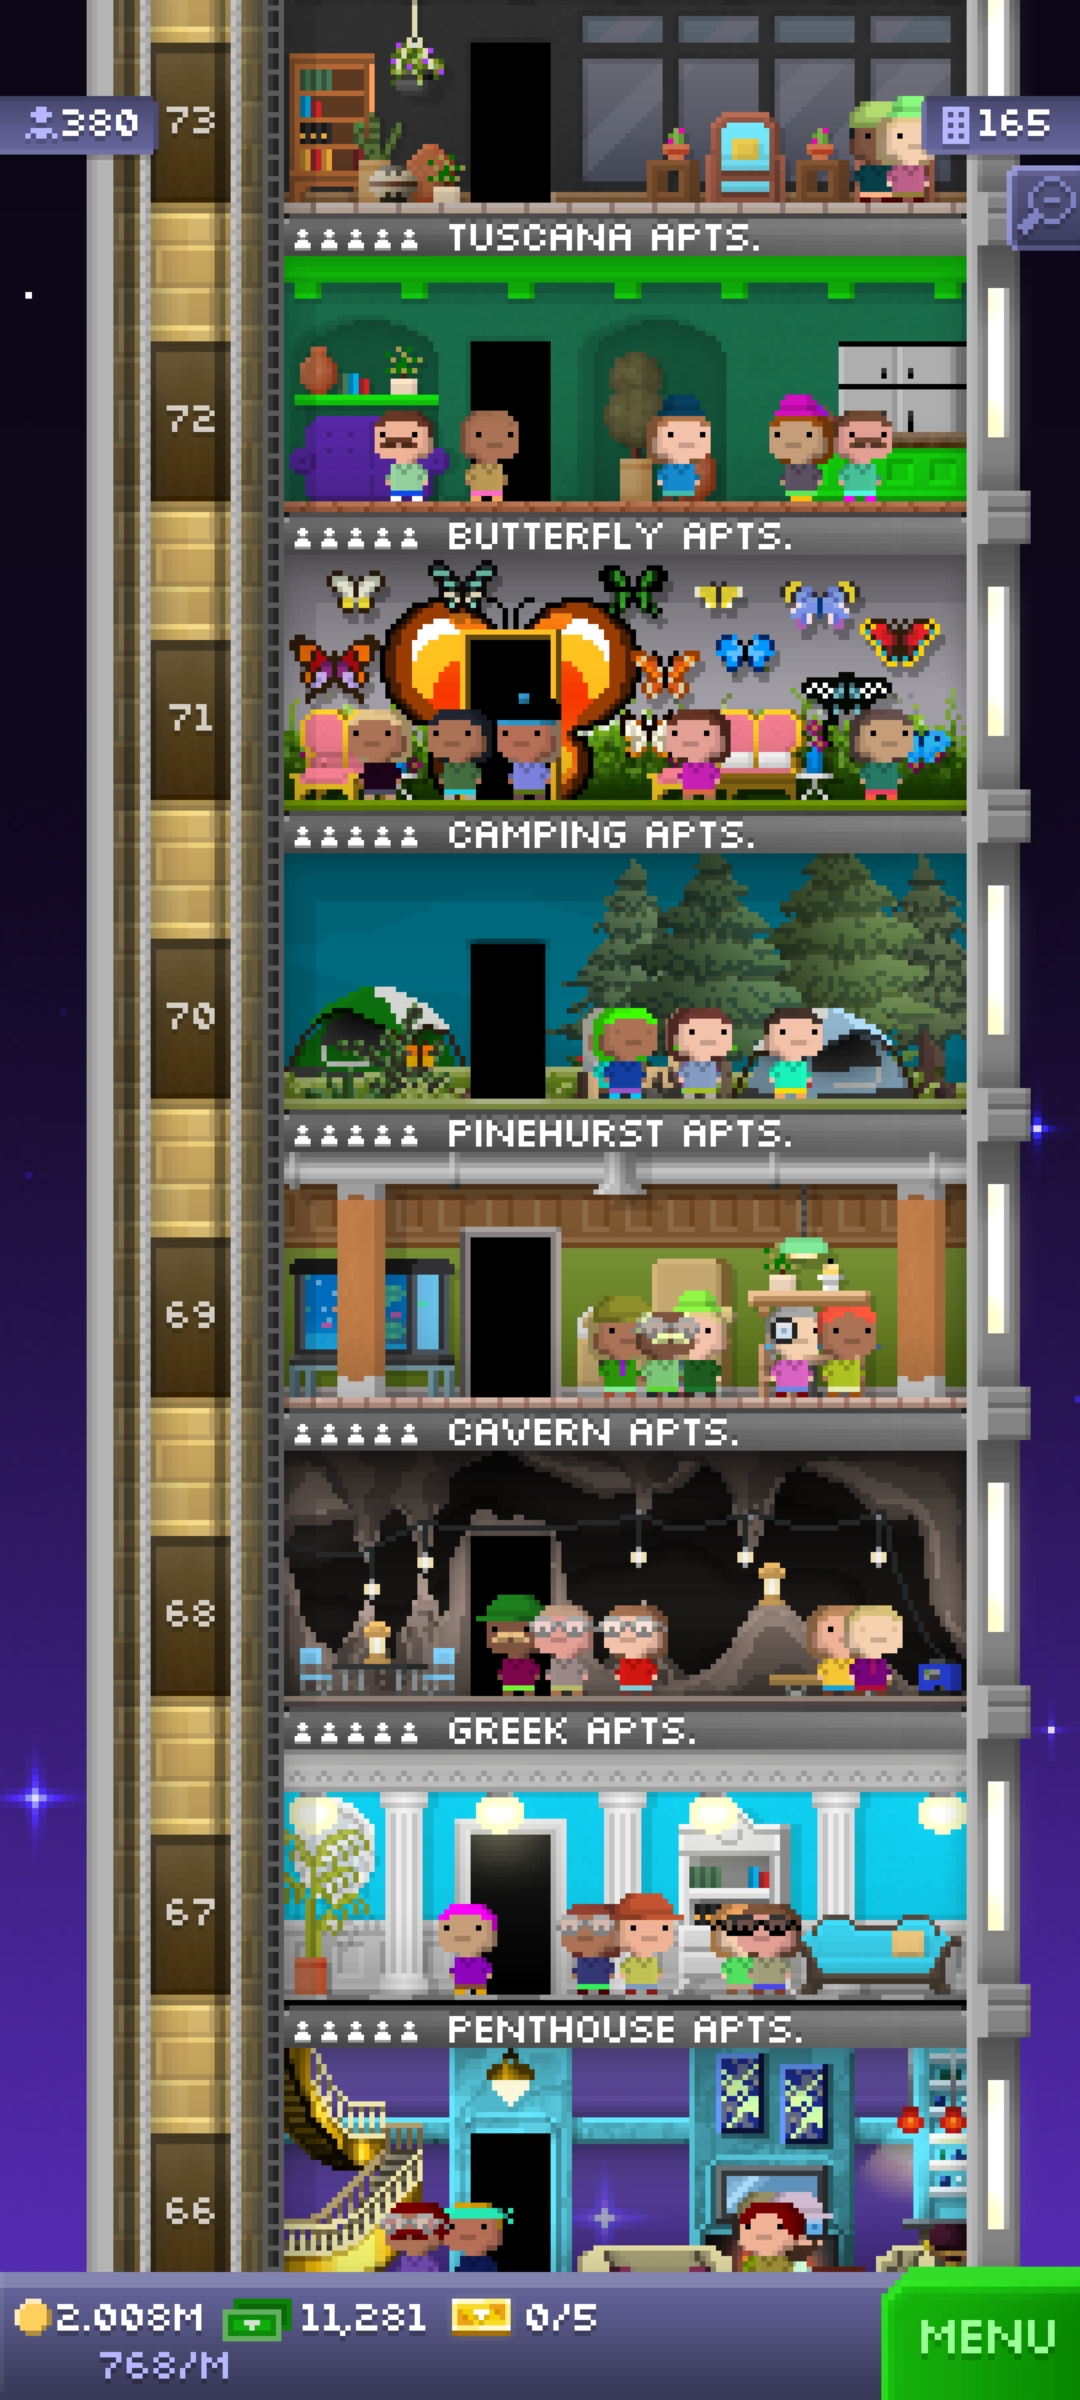 380
73
165
TUSCANA APTS.
72
BUTTERFLY APTS.
71
CAMPING APTS.
70
PINEHURST APTS.
69
CAVERN APTS.
68
GREEK APTS.
67
PENTHOUSE APTS.
66
2.008M 11,281 0/5
768/M
MENU